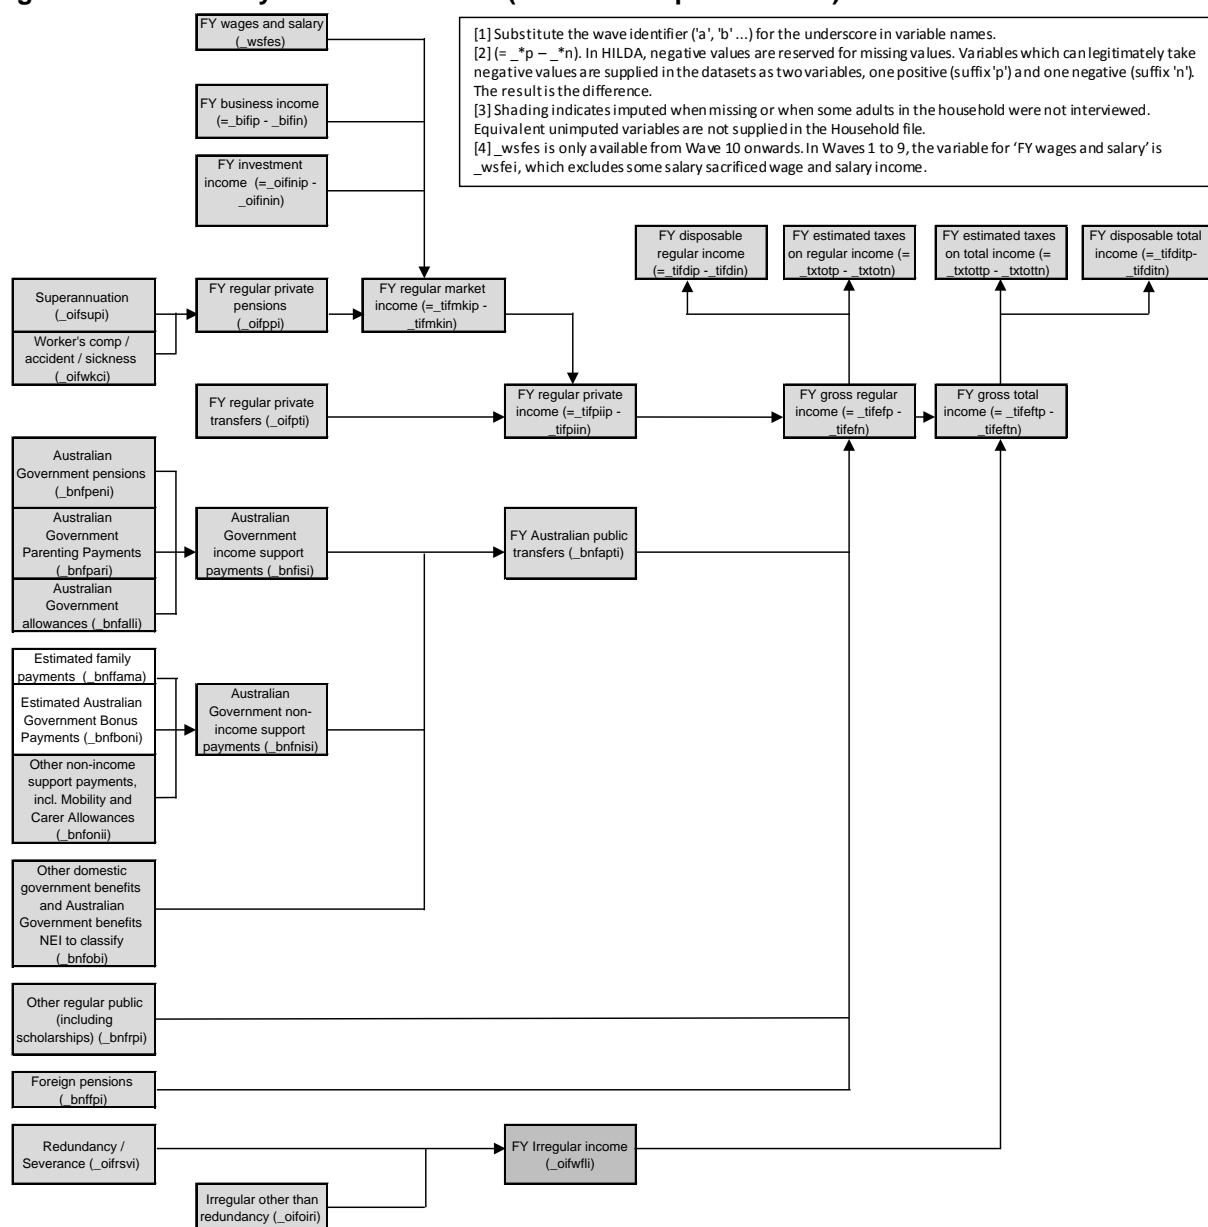 FY wages and salary
(_wsfes)
[1] Substitute the wave identifier ('a', 'b' ...) for the underscore in variable names.
[2] (= _*p – _*n). In HILDA, negative values are reserved for missing values. Variables which can legitimately take
negative values are supplied in the datasets as two variables, one positive (suffix 'p') and one negative (suffix 'n').
The result is the difference.
[3] Shading indicates imputed when missing or when some adults in the household were not interviewed.
Equivalent unimputed variables are not supplied in the Household file.
[4] _wsfes is only available from Wave 10 onwards. In Waves 1 to 9, the variable for ‘FY wages and salary’ is
_wsfei, which excludes some salary sacrificed wage and salary income.
FY business income
(=_bifip - _bifin)
FY investment
income (=_oifinip -
_oifinin)
FY disposable
regular income
(=_tifdip - _tifdin)
FY estimated taxes
on regular income (=
_txtotp - _txtotn)
FY estimated taxes
on total income (=
_txtottp - _txtottn)
FY disposable total
income (=_tifditp-
_tifditn)
Superannuation
(_oifsupi)
Worker's comp /
accident / sickness
(_oifwkci)
FY regular private
pensions
(_oifppi)
FY regular market
income (=_tifmkip -
_tifmkin)
FY regular private
transfers (_oifpti)
FY regular private
income (=_tifpiip -
_tifpiin)
FY gross regular
income (= _tifefp -
_tifefn)
FY gross total
income (= _tifeftp -
_tifeftn)
Australian
Government pensions
(_bnfpeni)
Australian
Government
Parenting Payments
(_bnfpari)
Australian
Government
allowances (_bnfalli)
Australian
Government
income support
payments (_bnfisi)
FY Australian public
transfers (_bnfapti)
Estimated family
payments (_bnffama)
Estimated Australian
Government Bonus
Payments (_bnfboni)
Other non-income
support payments,
incl. Mobility and
Carer Allowances
(_bnfonii)
Australian
Government non-
income support
payments (_bnfnisi)
Other domestic
government benefits
and Australian
Government benefits
NEI to classify
(_bnfobi)
Other regular public
(including
scholarships) (_bnfrpi)
Foreign pensions
(_bnffpi)
Redundancy /
Severance (_oifrsvi)
FY Irregular income
(_oifwfli)
Irregular other than
redundancy (_oifoiri)